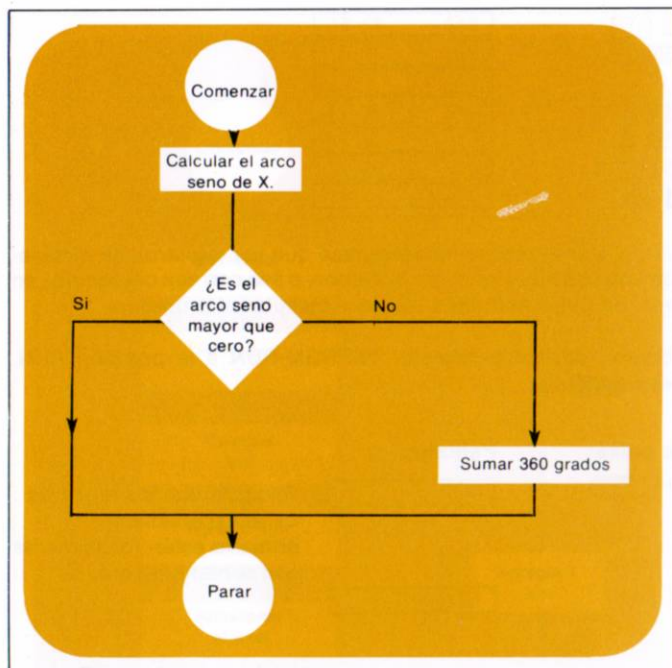 Comenzar
Calcular el arco
seno de X.
¿Es el
arco seno
mayor que
cero?
Si
No
Sumar 360 grados
Parar